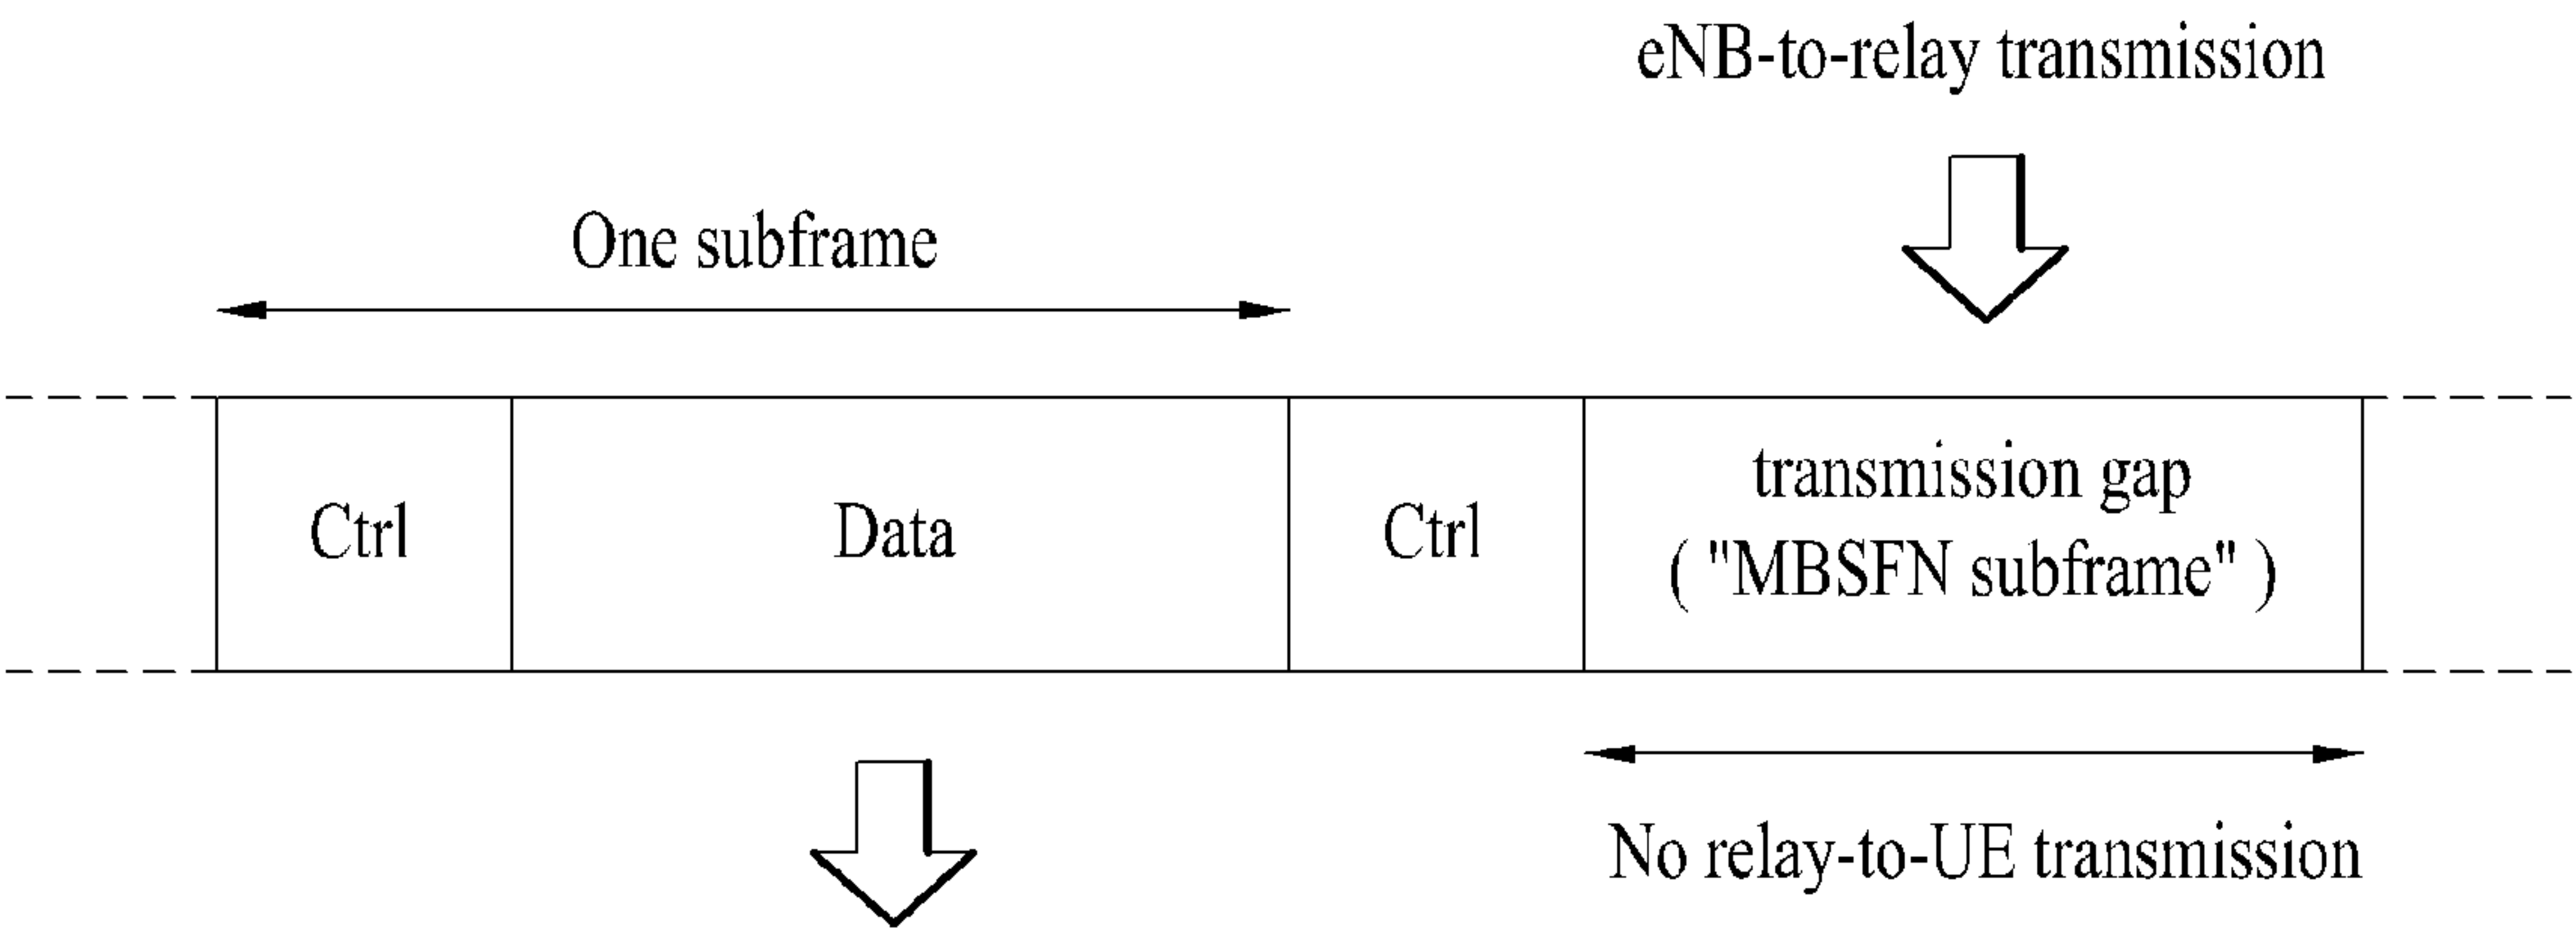 eNB-to-relay transmission
One subframe
Ctrl
Data
Ctrl
transmission gap
( "MBSFN subframe" )
No relay-to-UE transmission